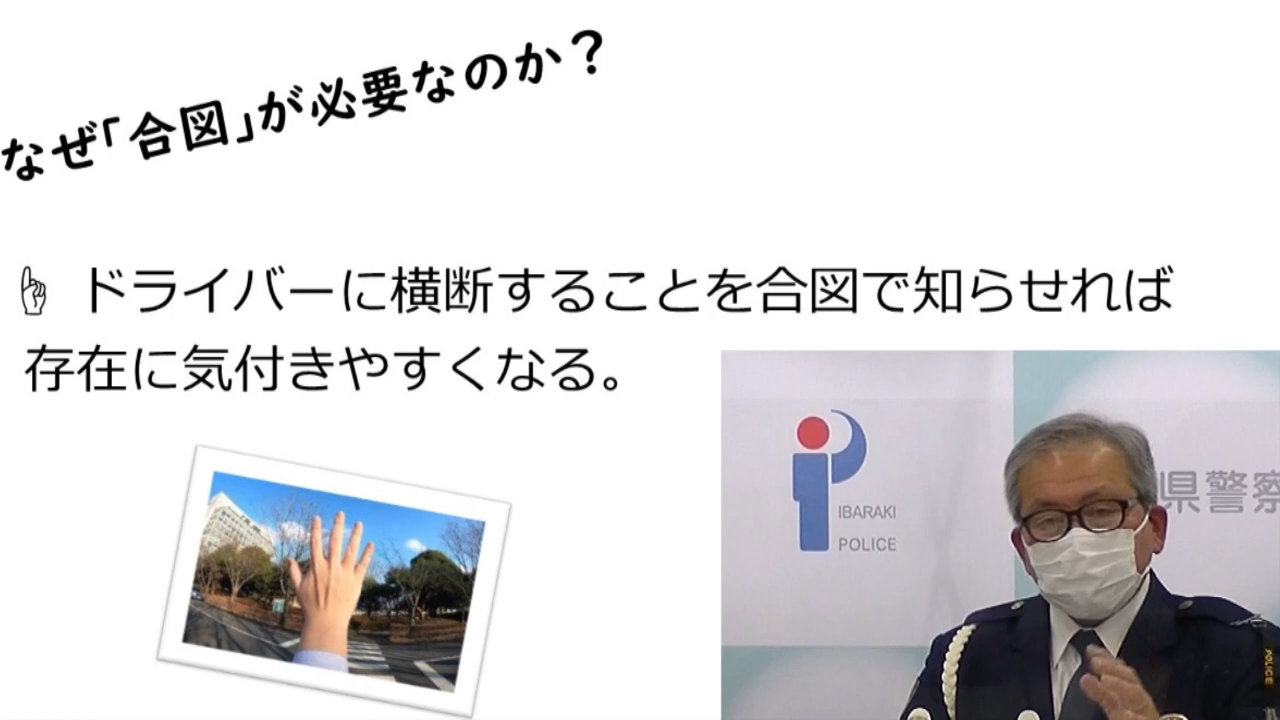 なぜ「合図」が必要なのか?
☝ ドライバーに横断することを合図で知らせれば
存在に気付きやすくなる。
IBARAKI
POLICE
県警察
POLICE